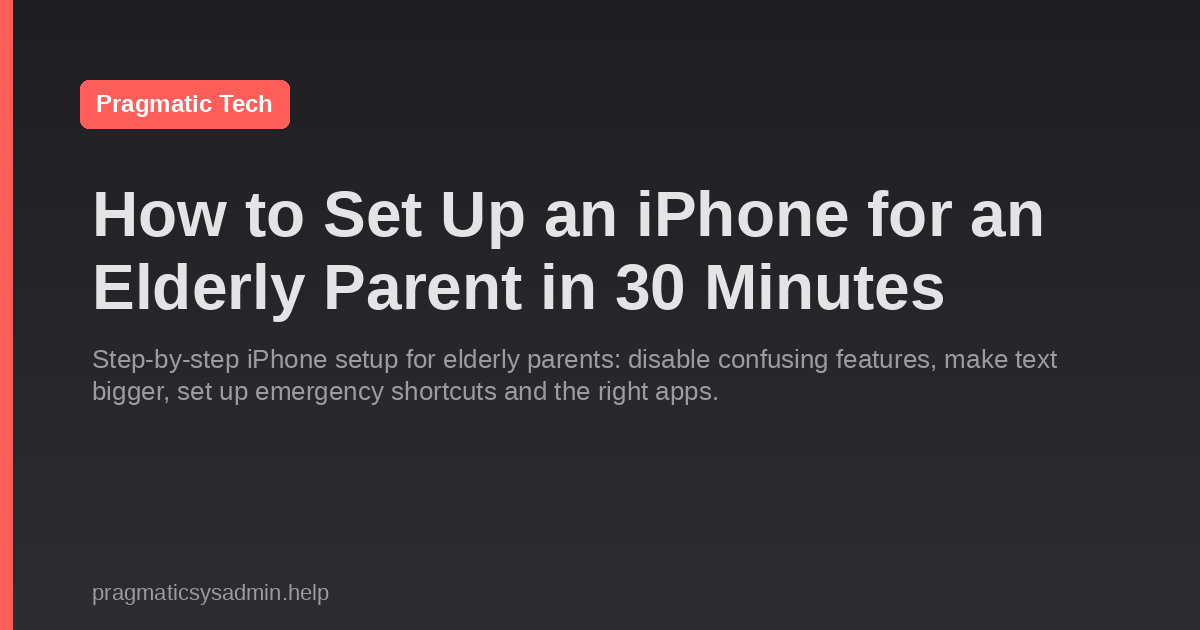 Pragmatic Tech
How to Set Up an iPhone for an
Elderly Parent in 30 Minutes
Step-by-step iPhone setup for elderly parents: disable confusing features, make text
bigger, set up emergency shortcuts and the right apps.
pragmaticsysadmin.help